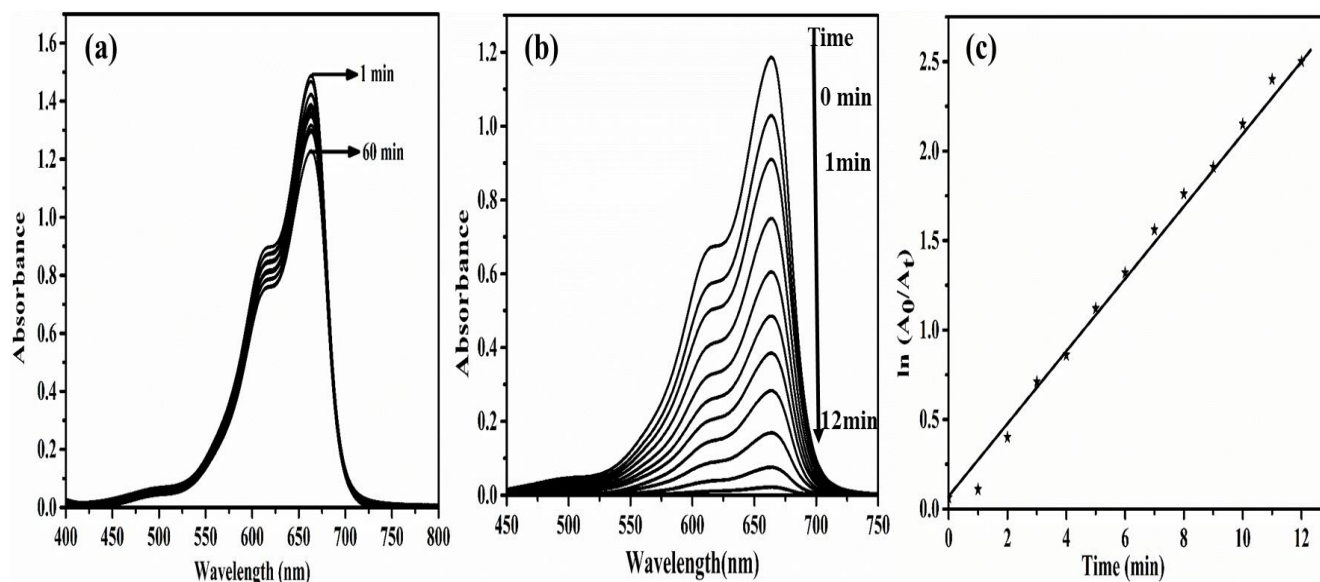 (a)
1 min
60 min
1.6
1.4
1.2
1.0
0.8
0.6
0.4
0.2
0.0
Absorbance
400 450 500 550 600 650 700 750 800
Wavelength (nm)
(b)
Time
0 min
1min
12min
1.2
1.0
0.8
0.6
0.4
0.2
0.0
Absorbance
450 500 550 600 650 700 750
Wavelength(nm)
(c)
2.5
2.0
1.5
1.0
0.5
0.0
ln (A0/At)
0 2 4 6 8 10 12
Time (min)